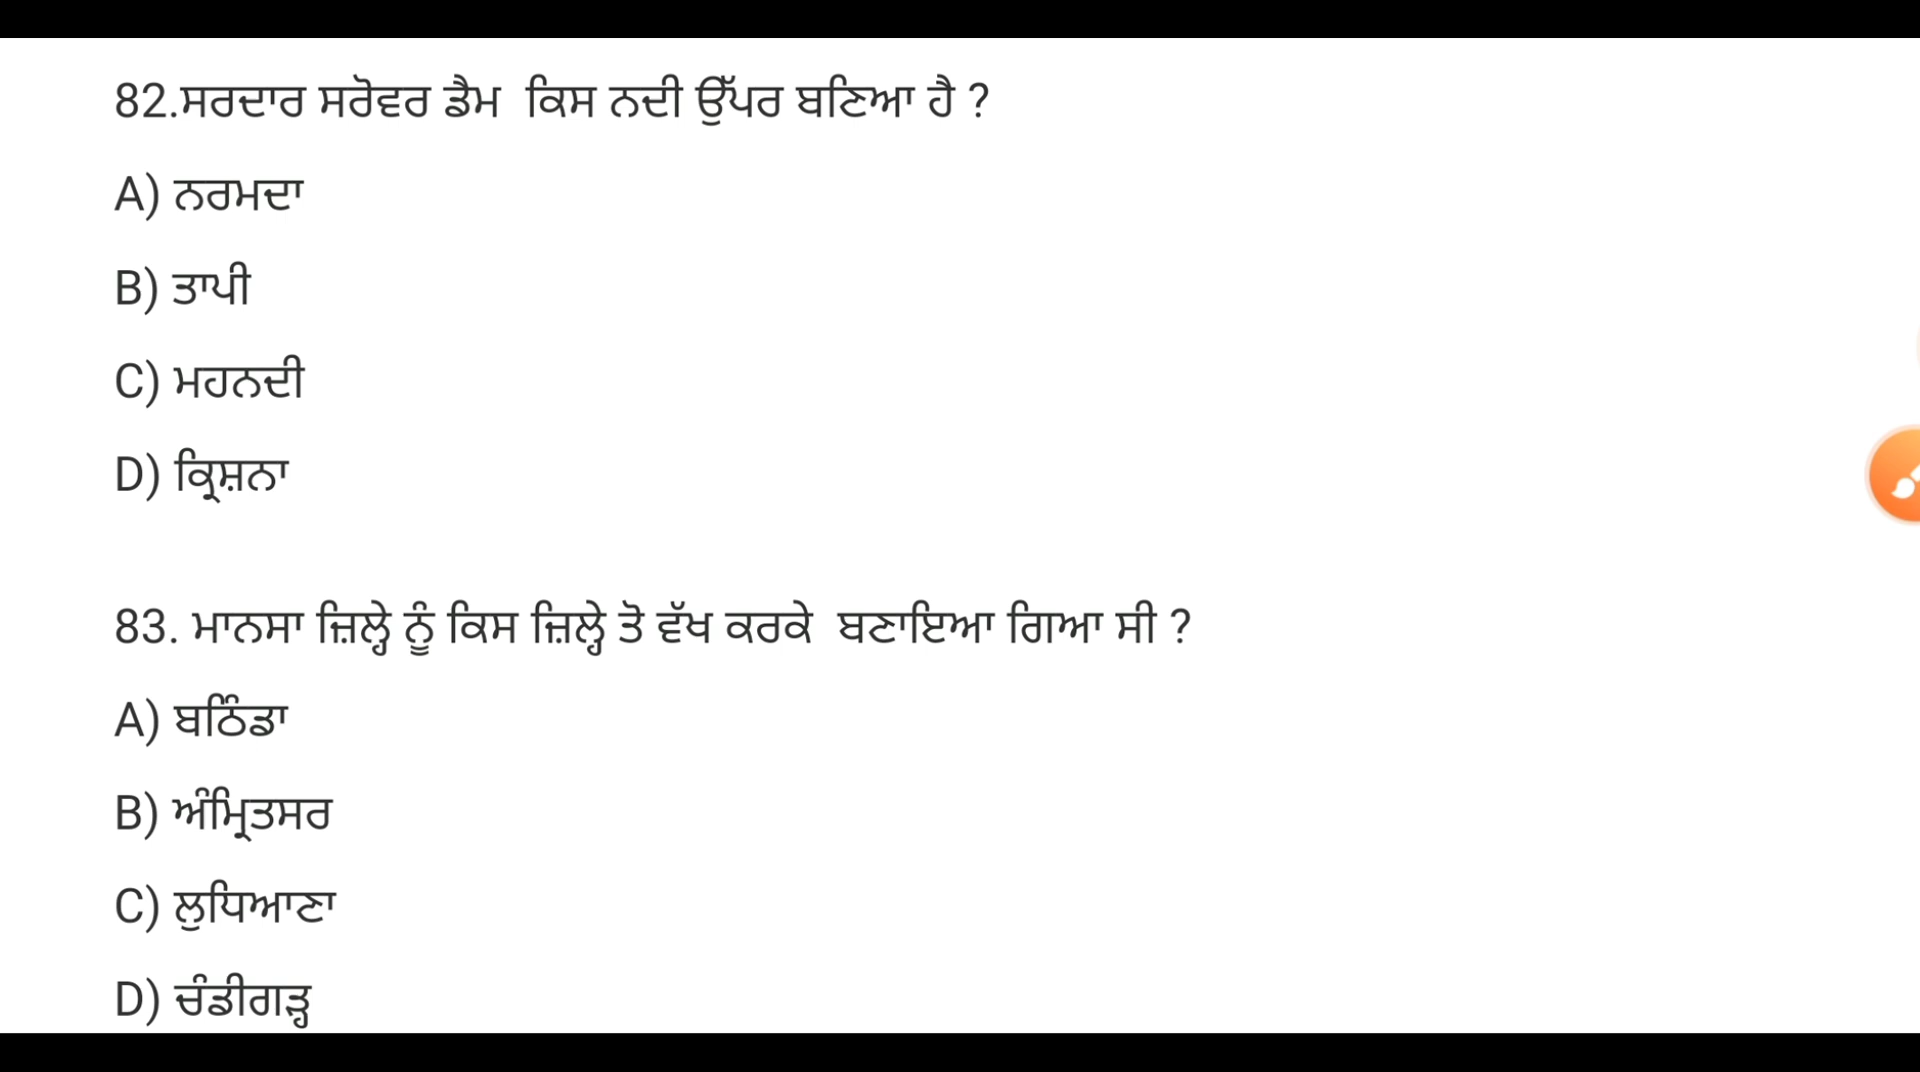 82.ਸਰਦਾਰ ਸਰੋਵਰ ਡੈਮ ਕਿਸ ਨਦੀ ਉੱਪਰ ਬਣਿਆ ਹੈ ?
A) ਨਰਮਦਾ
B) ਤਾਪੀ
C) ਮਹਨਦੀ
D) ਕ੍ਰਿਸ਼ਨਾ
83. ਮਾਨਸਾ ਜ਼ਿਲ੍ਹੇ ਨੂੰ ਕਿਸ ਜ਼ਿਲ੍ਹੇ ਤੋ ਵੱਖ ਕਰਕੇ ਬਣਾਇਆ ਗਿਆ ਸੀ ?
A) ਬਠਿੰਡਾ
B) ਅੰਮ੍ਰਿਤਸਰ
C) ਲੁਧਿਆਣਾ
D) ਚੰਡੀਗੜ੍ਹ